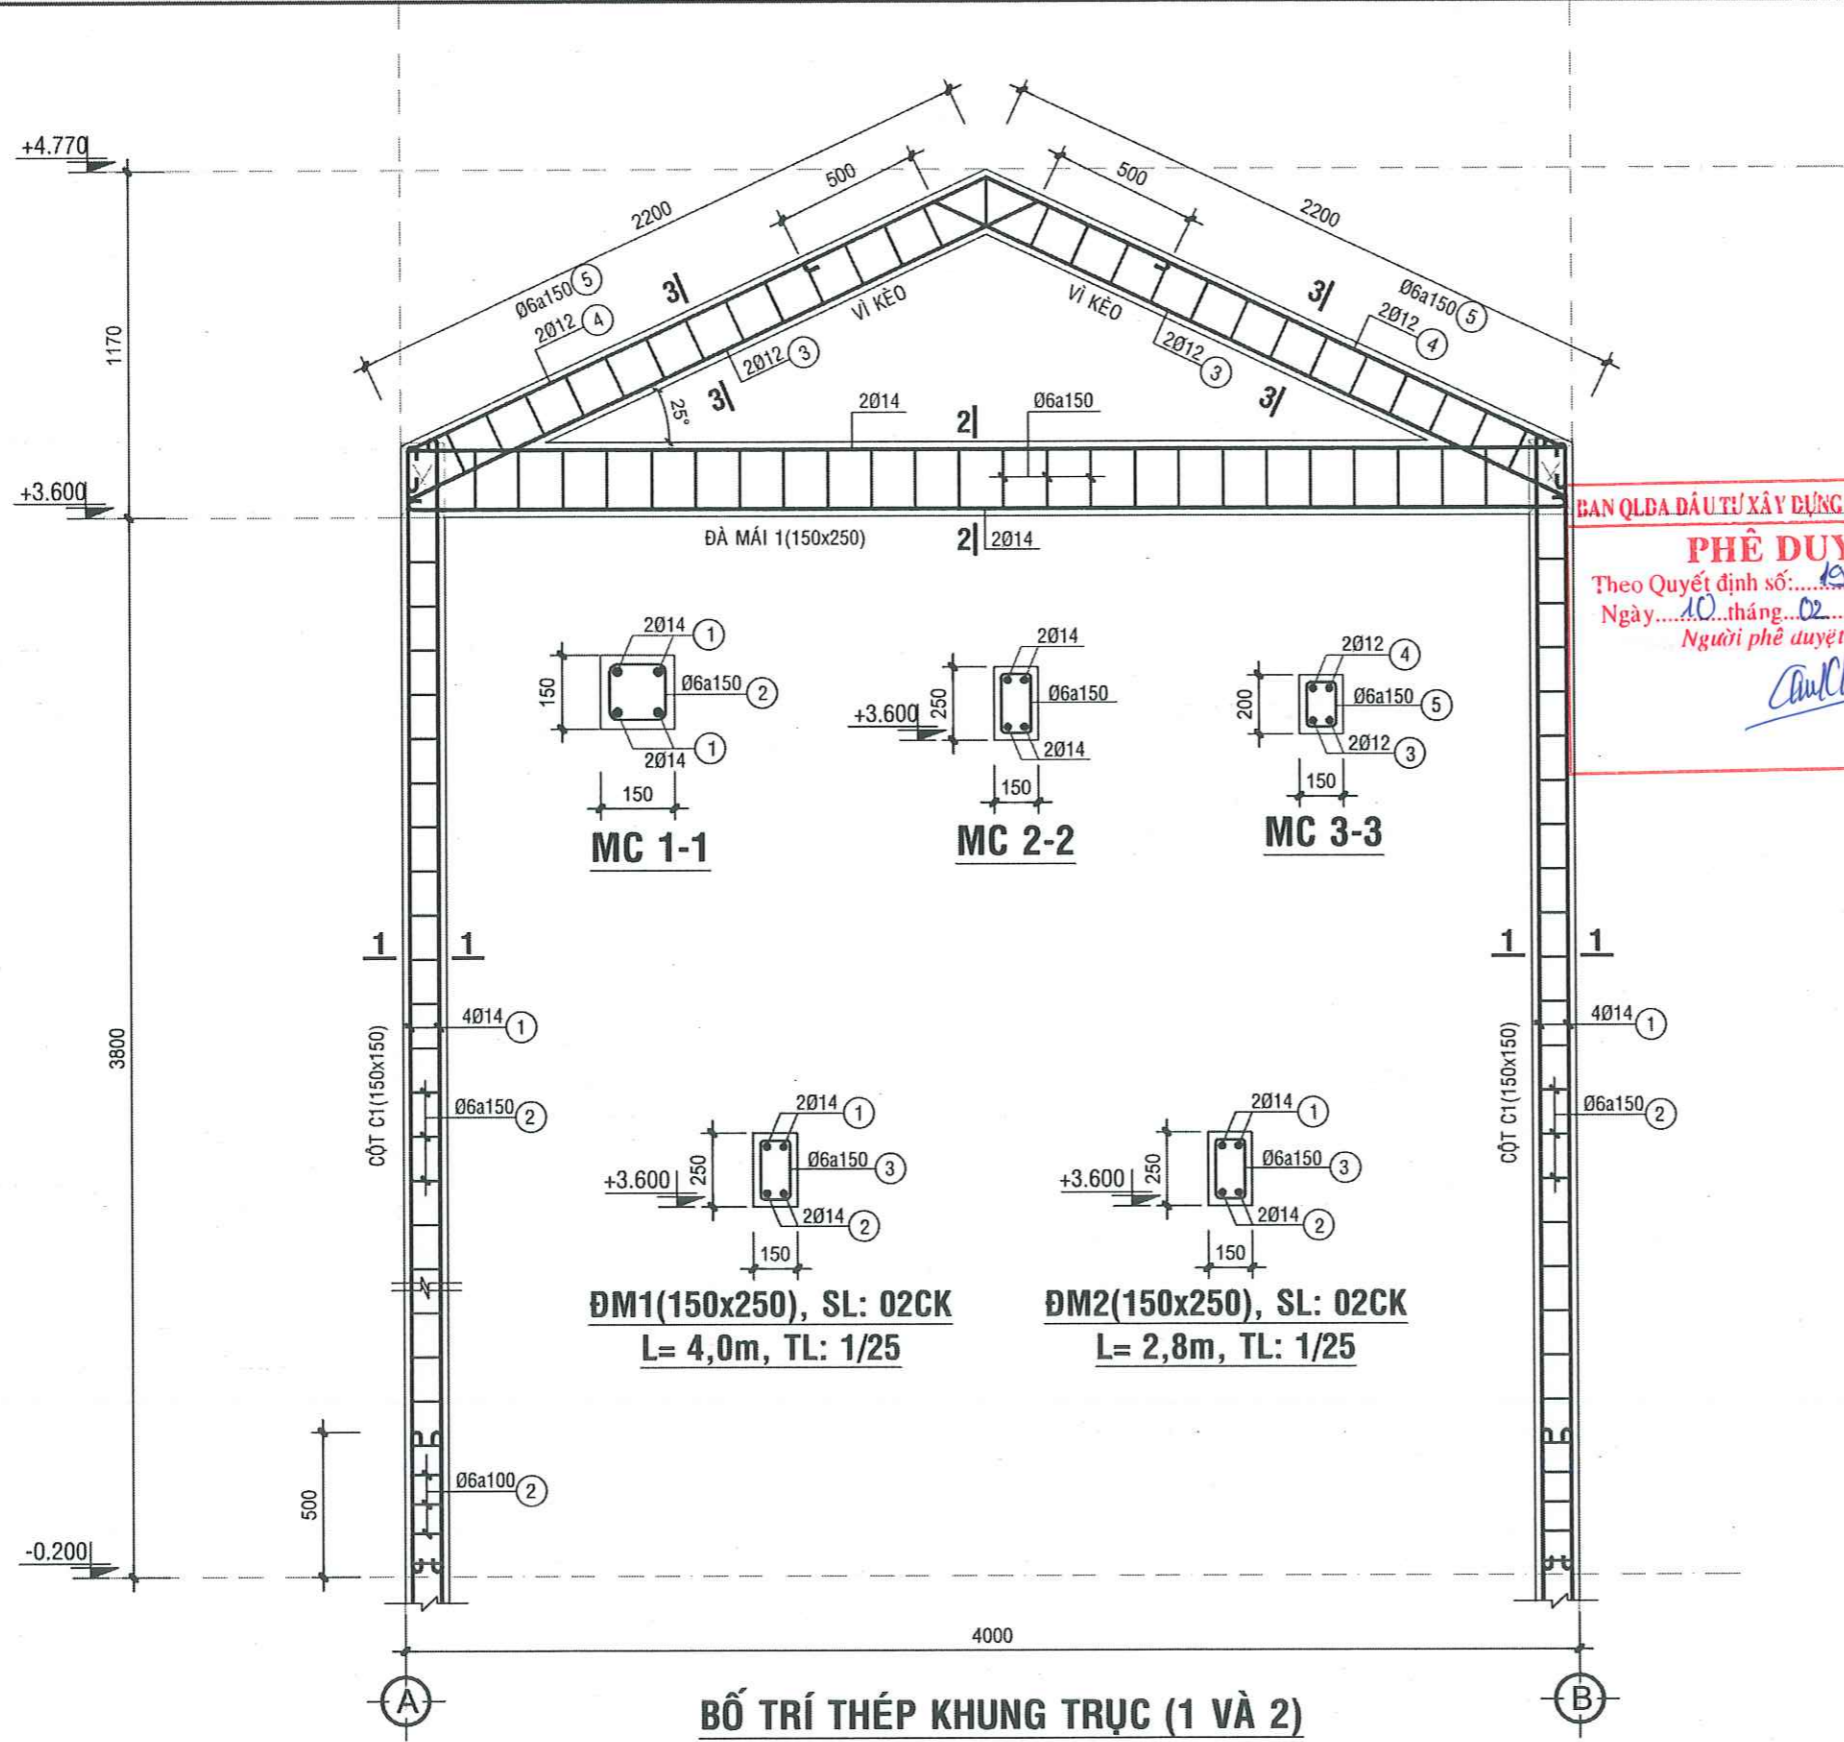 +4.770
500
500
2200
2200
Ø6a150 5
2Ø12 4
3
VÌ KÈO
VÌ KÈO
3
Ø6a150 5
2Ø12 4
1170
2Ø12 3
2Ø12 3
3
25°
3
2Ø14
2
Ø6a150
+3.600
ĐÀ MÁI 1(150x250)
2
2Ø14
BAN QLDA ĐẦU TƯ XÂY DỰNG
PHÊ DUY
Theo Quyết định số:
Ngày 10 tháng 02
Người phê duyệt
2Ø14 1
150
Ø6a150 2
2Ø14 1
150
MC 1-1
2Ø14
+3.600
250
Ø6a150
2Ø14
150
MC 2-2
2Ø12 4
200
Ø6a150 5
2Ø12 3
150
MC 3-3
1 1
1 1
3800
CỘT C1(150x150)
4Ø14 1
Ø6a150 2
CỘT C1(150x150)
4Ø14 1
Ø6a150 2
2Ø14 1
+3.600
250
Ø6a150 3
2Ø14 2
150
ĐM1(150x250), SL: 02CK
L= 4,0m, TL: 1/25
2Ø14 1
+3.600
250
Ø6a150 3
2Ø14 2
150
ĐM2(150x250), SL: 02CK
L= 2,8m, TL: 1/25
500
Ø6a100 2
-0.200
4000
A
B
BỐ TRÍ THÉP KHUNG TRỤC (1 VÀ 2)